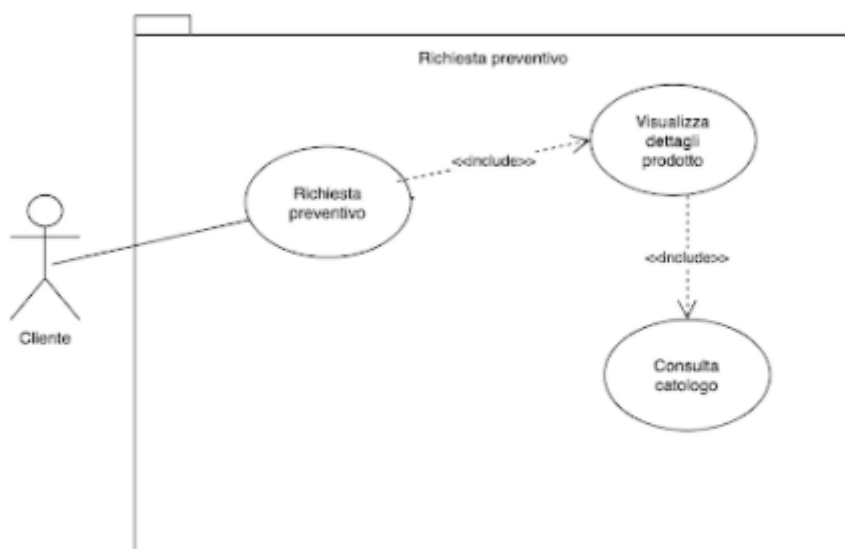 Richiesta preventivo
Visualizza
dettagli
prodotto
<<include>>
Richiesta
preventivo
<<include>>
Cliente
Consulta
catologo